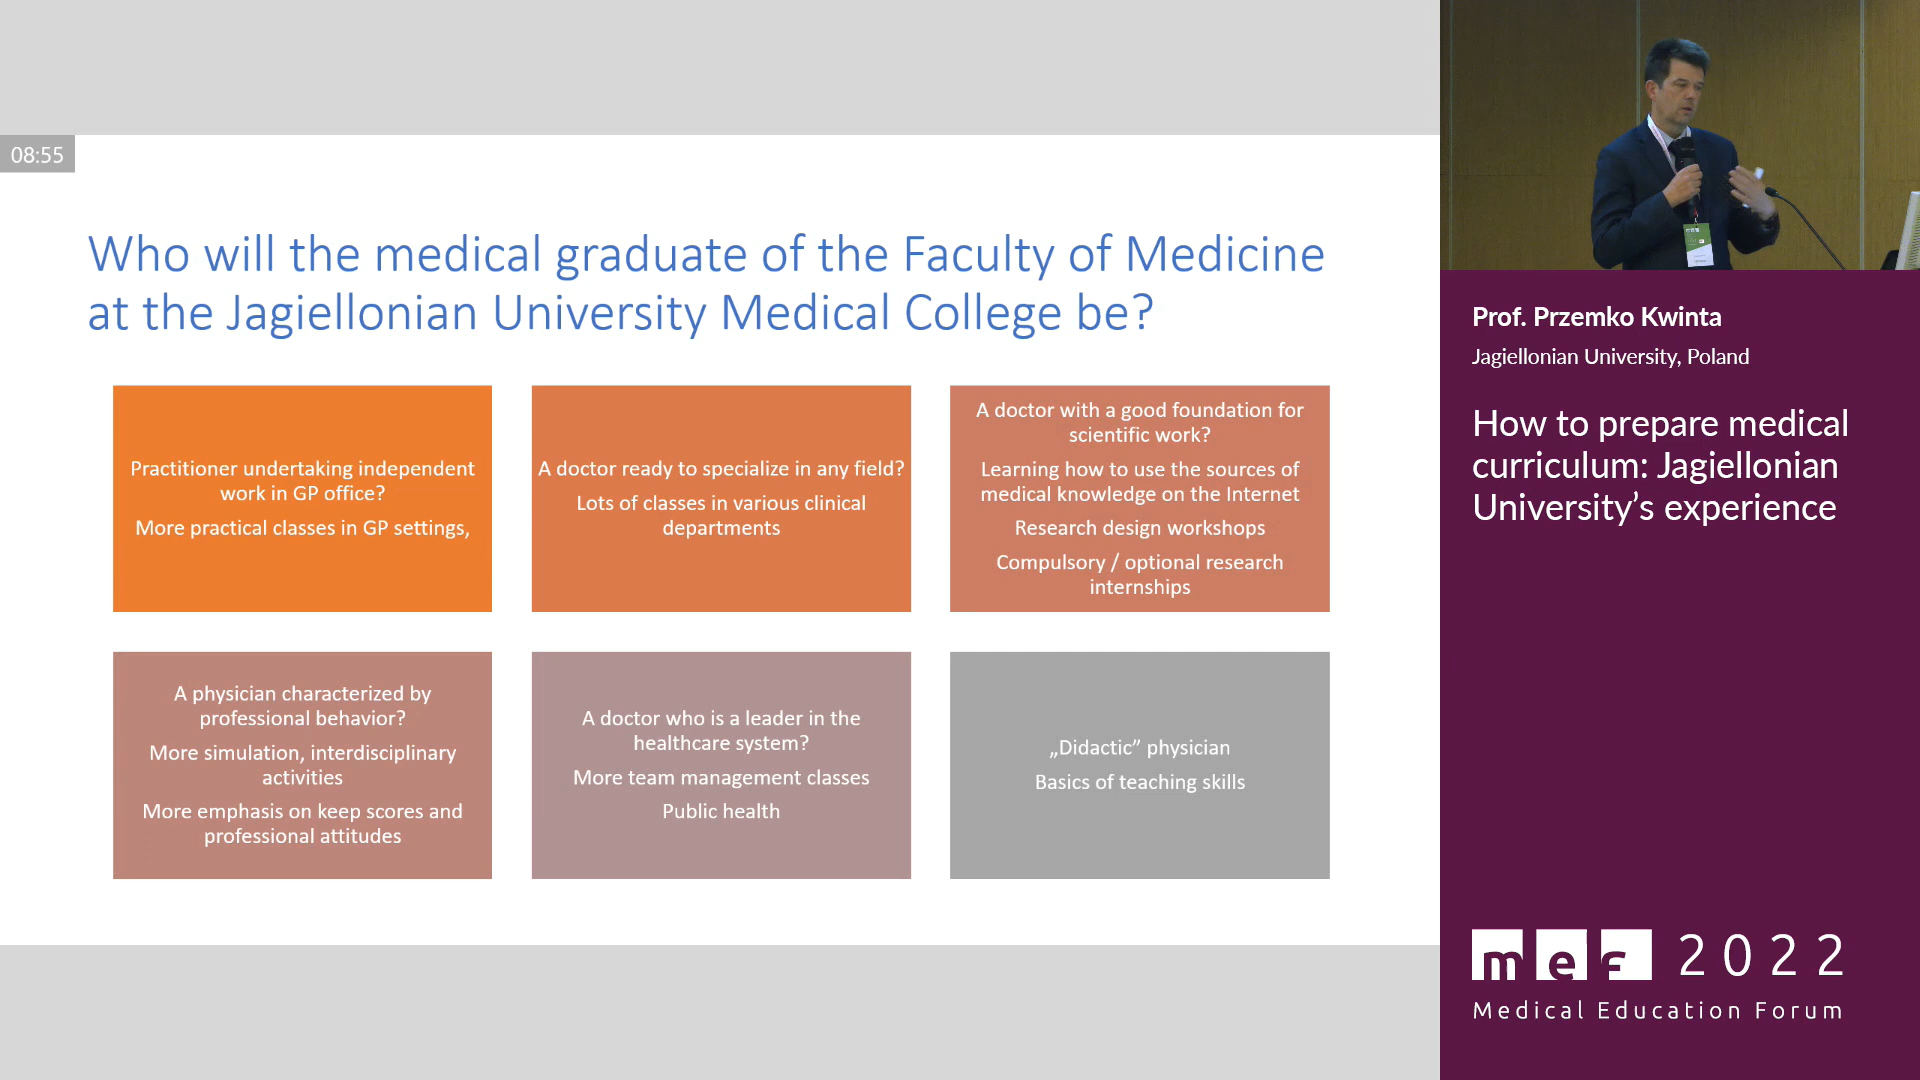 08:55
Who will the medical graduate of the Faculty of Medicine
at the Jagiellonian University Medical College be?
Practitioner undertaking independent
work in GP office?
More practical classes in GP settings,
A doctor ready to specialize in any field?
Lots of classes in various clinical
departments
A doctor with a good foundation for
scientific work?
Learning how to use the sources of
medical knowledge on the Internet
Research design workshops
Compulsory / optional research
internships
A physician characterized by
professional behavior?
More simulation, interdisciplinary
activities
More emphasis on keep scores and
professional attitudes
A doctor who is a leader in the
healthcare system?
More team management classes
Public health
„Didactic” physician
Basics of teaching skills
Prof. Przemko Kwinta
Jagiellonian University, Poland
How to prepare medical
curriculum: Jagiellonian
University’s experience
mef 2022
Medical Education Forum